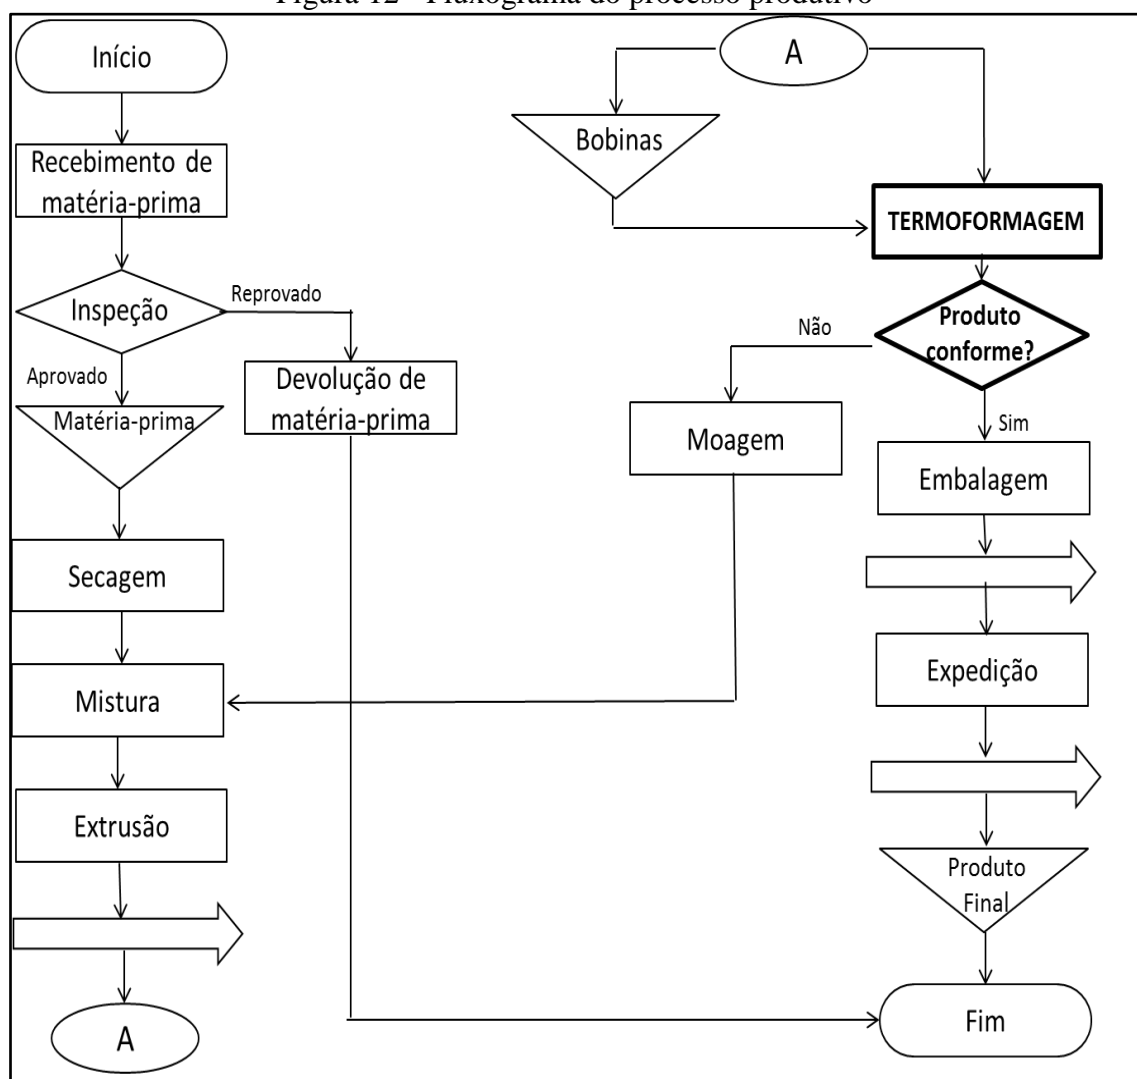 Figura 12 - Fluxograma do processo produtivo
Início
Recebimento de
matéria-prima
Inspeção
Reprovado
Aprovado
Devolução de
matéria-prima
Matéria-prima
Secagem
Mistura
Extrusão
A
A
Bobinas
TERMOFORMAGEM
Produto
conforme?
Não
Sim
Moagem
Embalagem
Expedição
Produto
Final
Fim